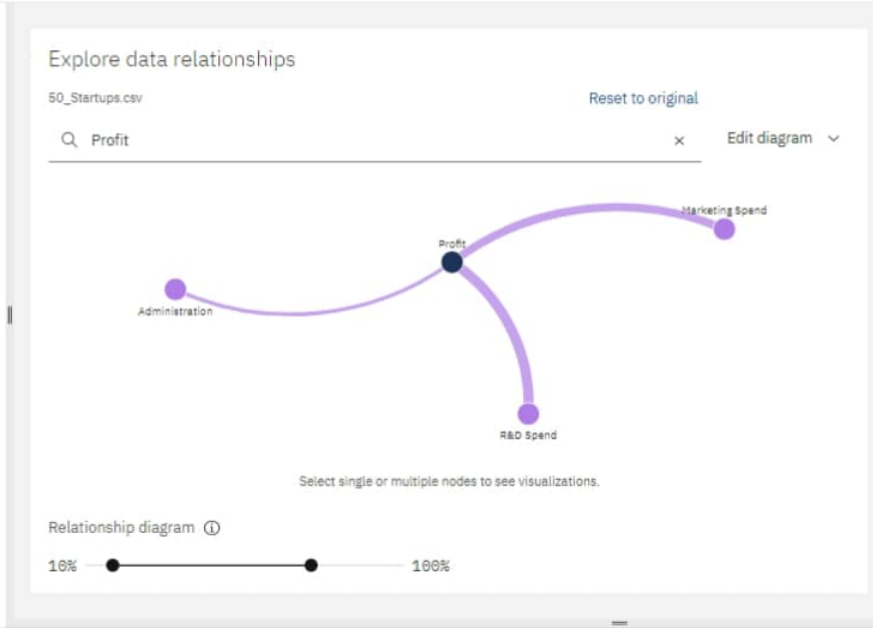 Explore data relationships
50_Startups.csv
Reset to original
Profit
Edit diagram
Marketing Spend
Profit
Administration
R&D Spend
Select single or multiple nodes to see visualizations.
Relationship diagram
10% 100%